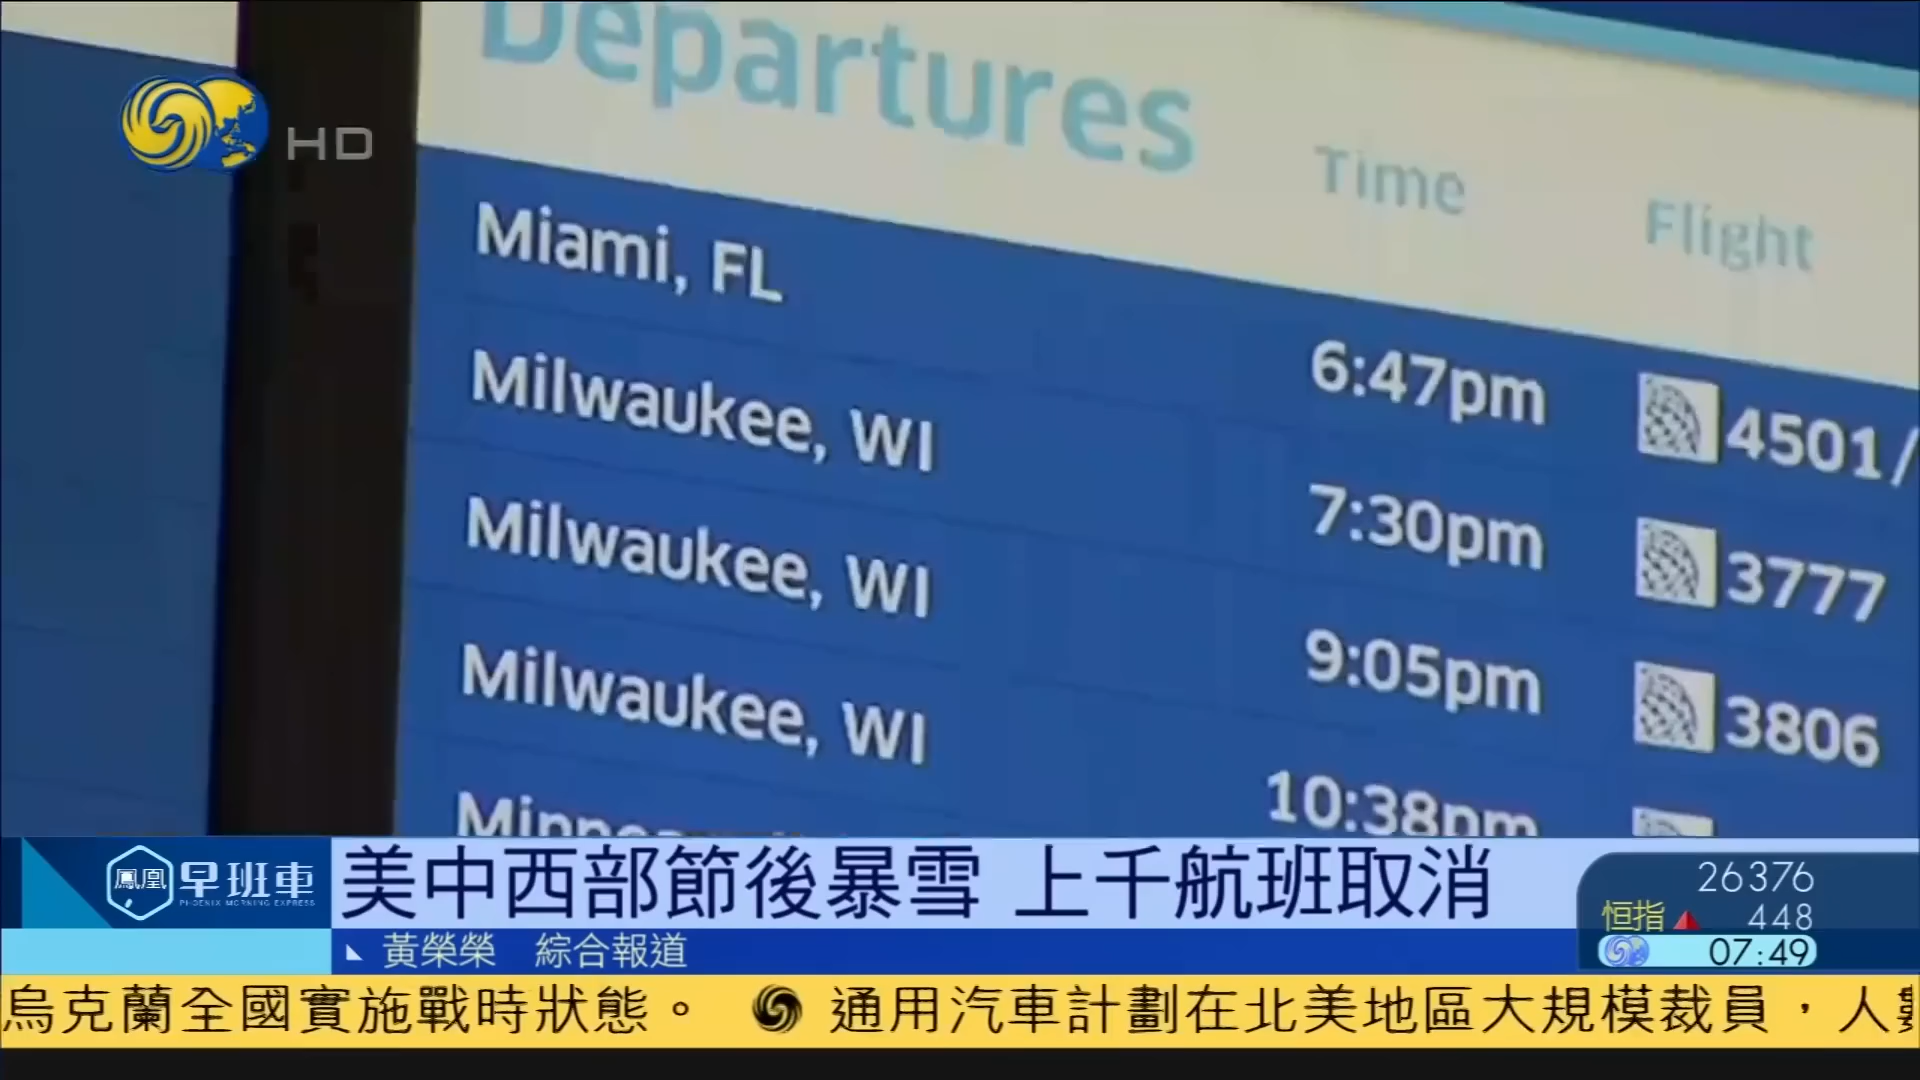 Departures
Time
Flight
HD
Miami, FL
6:47pm
4501/
Milwaukee, WI
7:30pm
3777
Milwaukee, WI
9:05pm
3806
Milwaukee, WI
10:38pm
鳳凰 早班車
PHOENIX MORNING EXPRESS
美中西部節後暴雪 上千航班取消
黃榮榮 綜合報道
26376
恒指 448
07:49
烏克蘭全國實施戰時狀態。 通用汽車計劃在北美地區大規模裁員，人